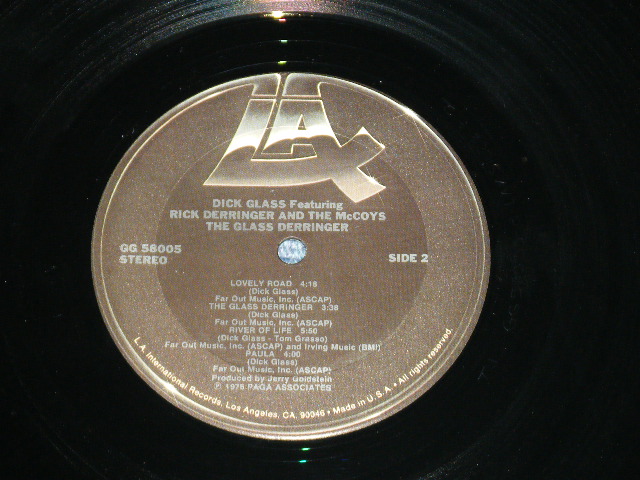 LAX
DICK GLASS Featuring
RICK DERRINGER AND THE McCOYS
THE GLASS DERRINGER
GG 58005
STEREO
SIDE 2
LOVELY ROAD 4:18
(Dick Glass)
Far Out Music, Inc. (ASCAP)
THE GLASS DERRINGER 3:38
(Dick Glass)
Far Out Music, Inc. (ASCAP)
RIVER OF LIFE 5:50
(Dick Glass - Tom Grasso)
Far Out Music, Inc. (ASCAP) and Irving Music (BMI)
PAULA 4:00
(Dick Glass)
Far Out Music, Inc. (ASCAP)
Produced by Jerry Goldstein
℗ 1976 PAGA ASSOCIATES
L.A. International Records, Los Angeles, CA. 90046 • Made in U.S.A. •